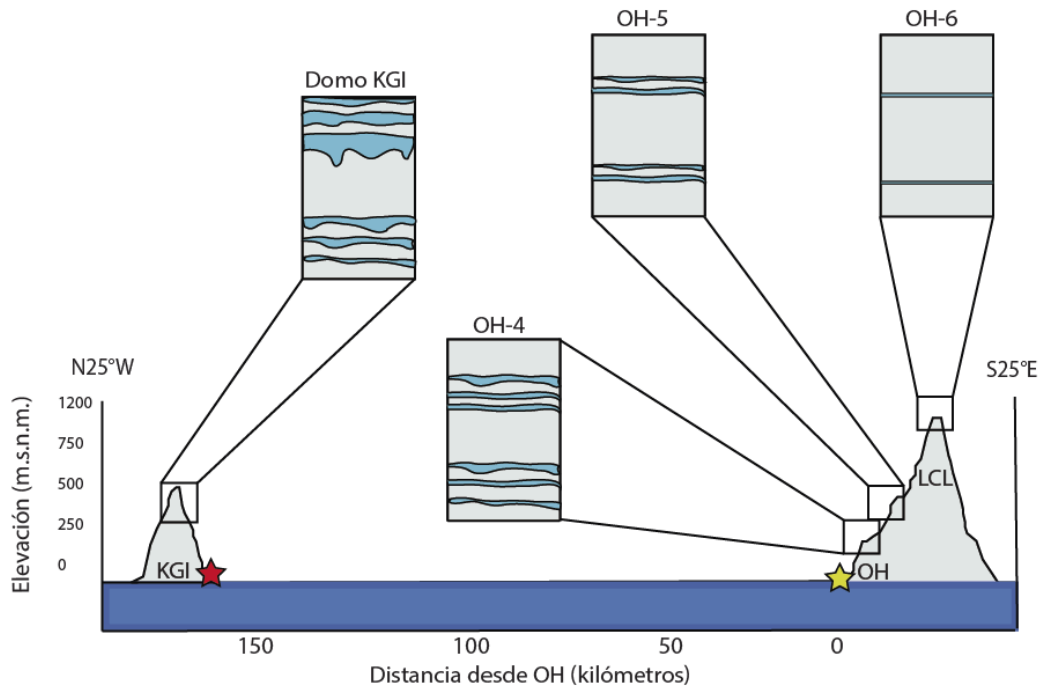 OH-5
OH-6
Domo KGI
OH-4
N25°W
S25°E
Elevación (m.s.n.m.)
1200
750
500
250
0
KGI
LCL
OH
150
100
50
0
Distancia desde OH (kilómetros)